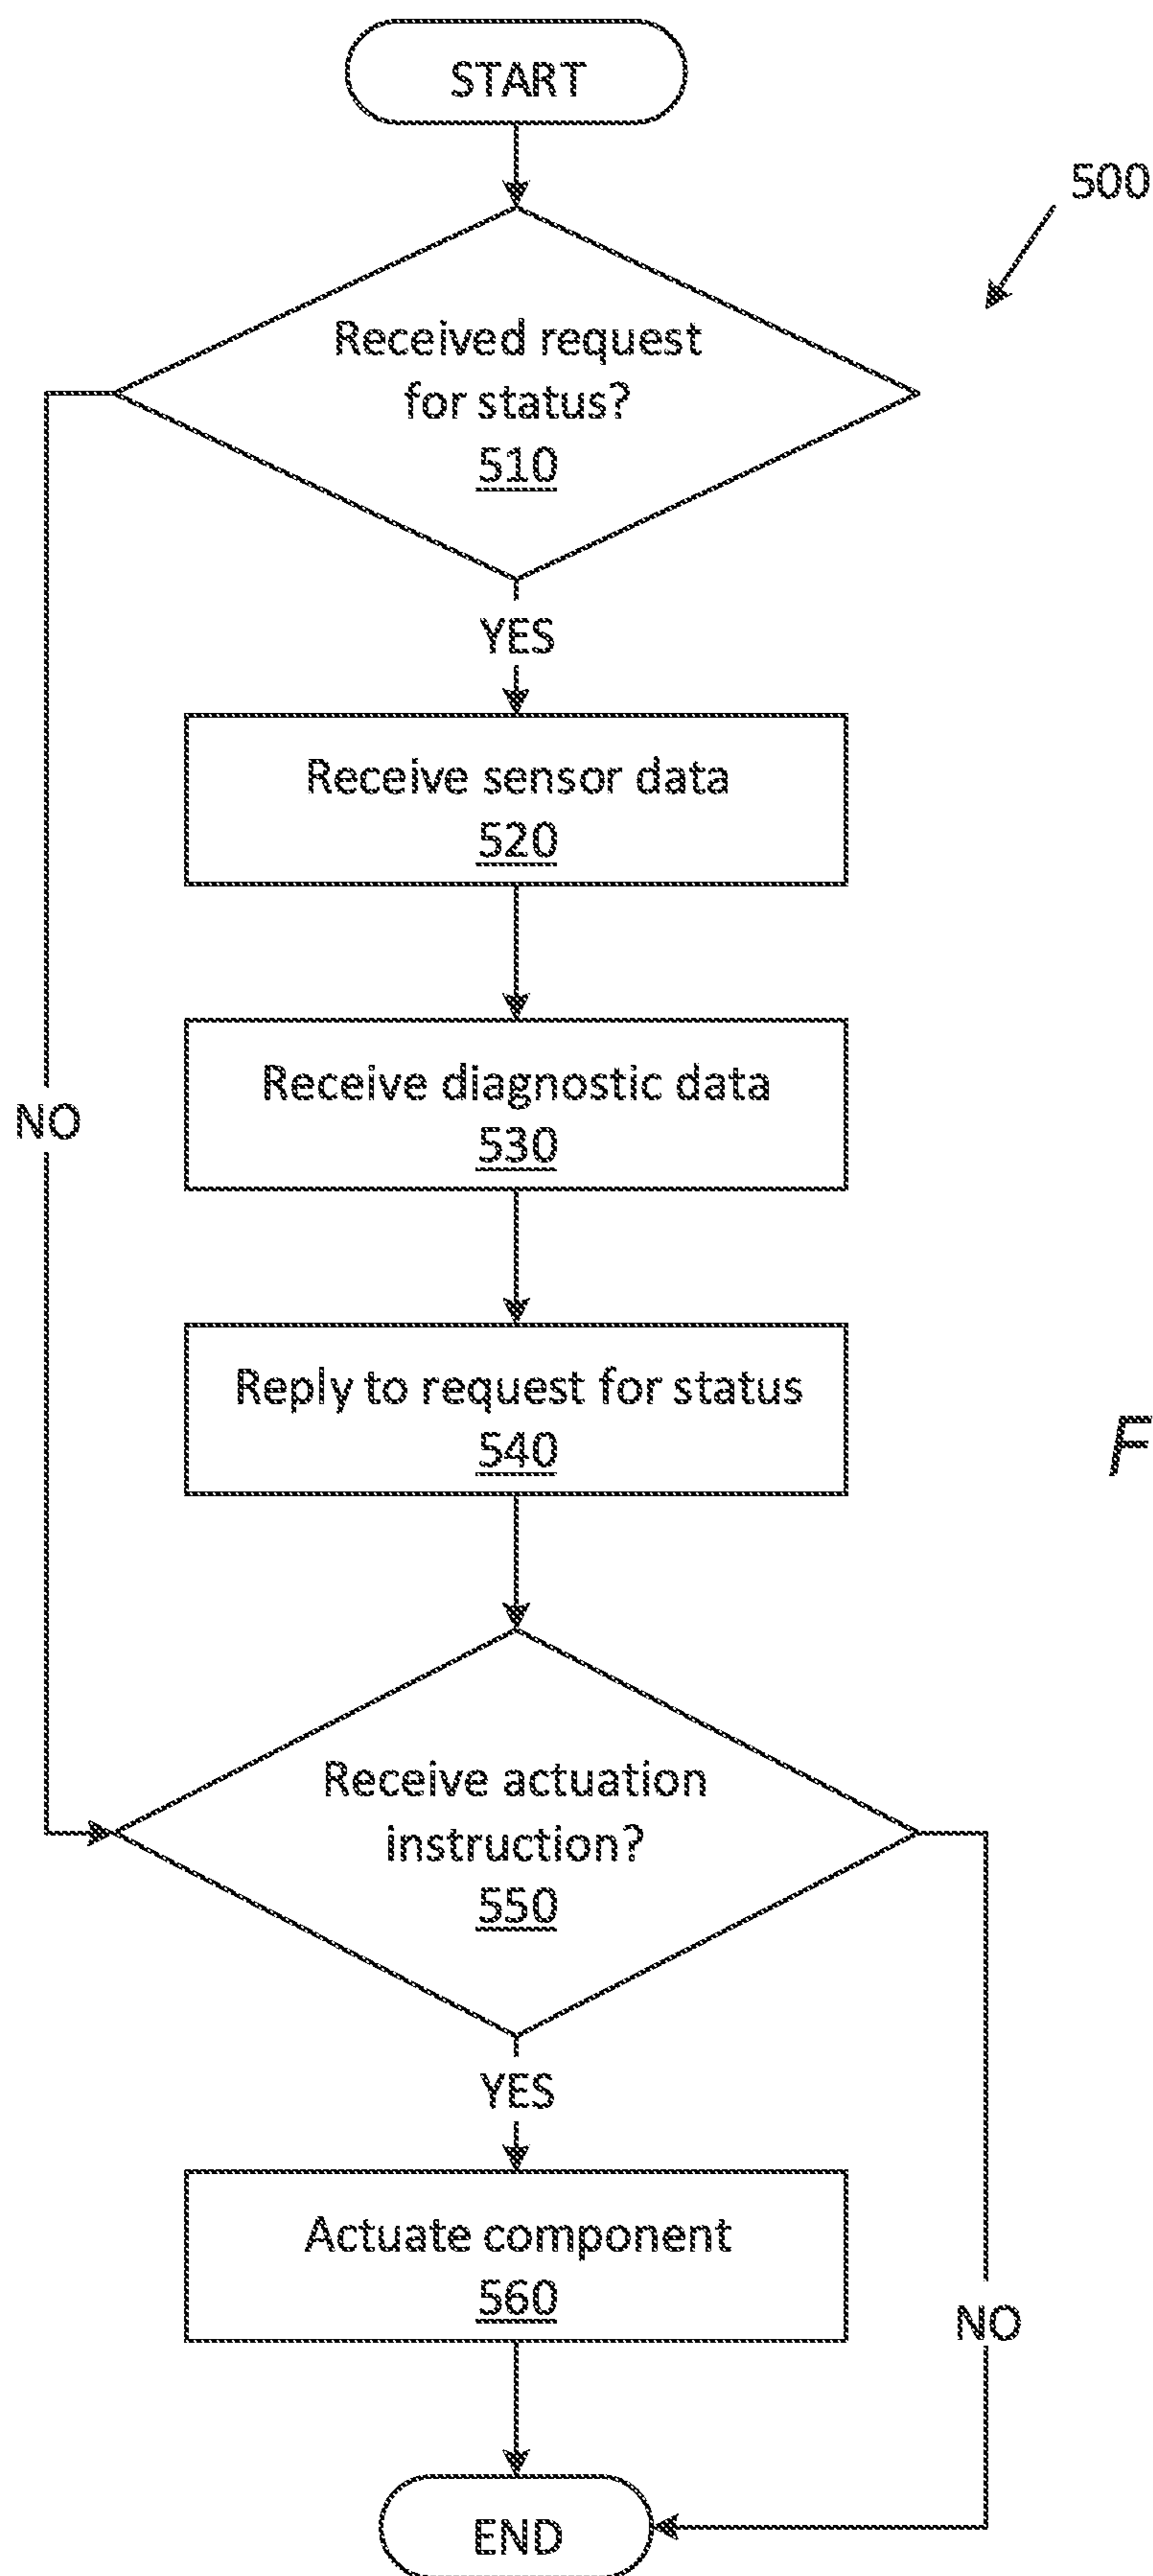 START
500
Received request
for status?
510
YES
Receive sensor data
520
Receive diagnostic data
530
NO
Reply to request for status
540
F
Receive actuation
instruction?
550
YES
Actuate component
560
NO
END